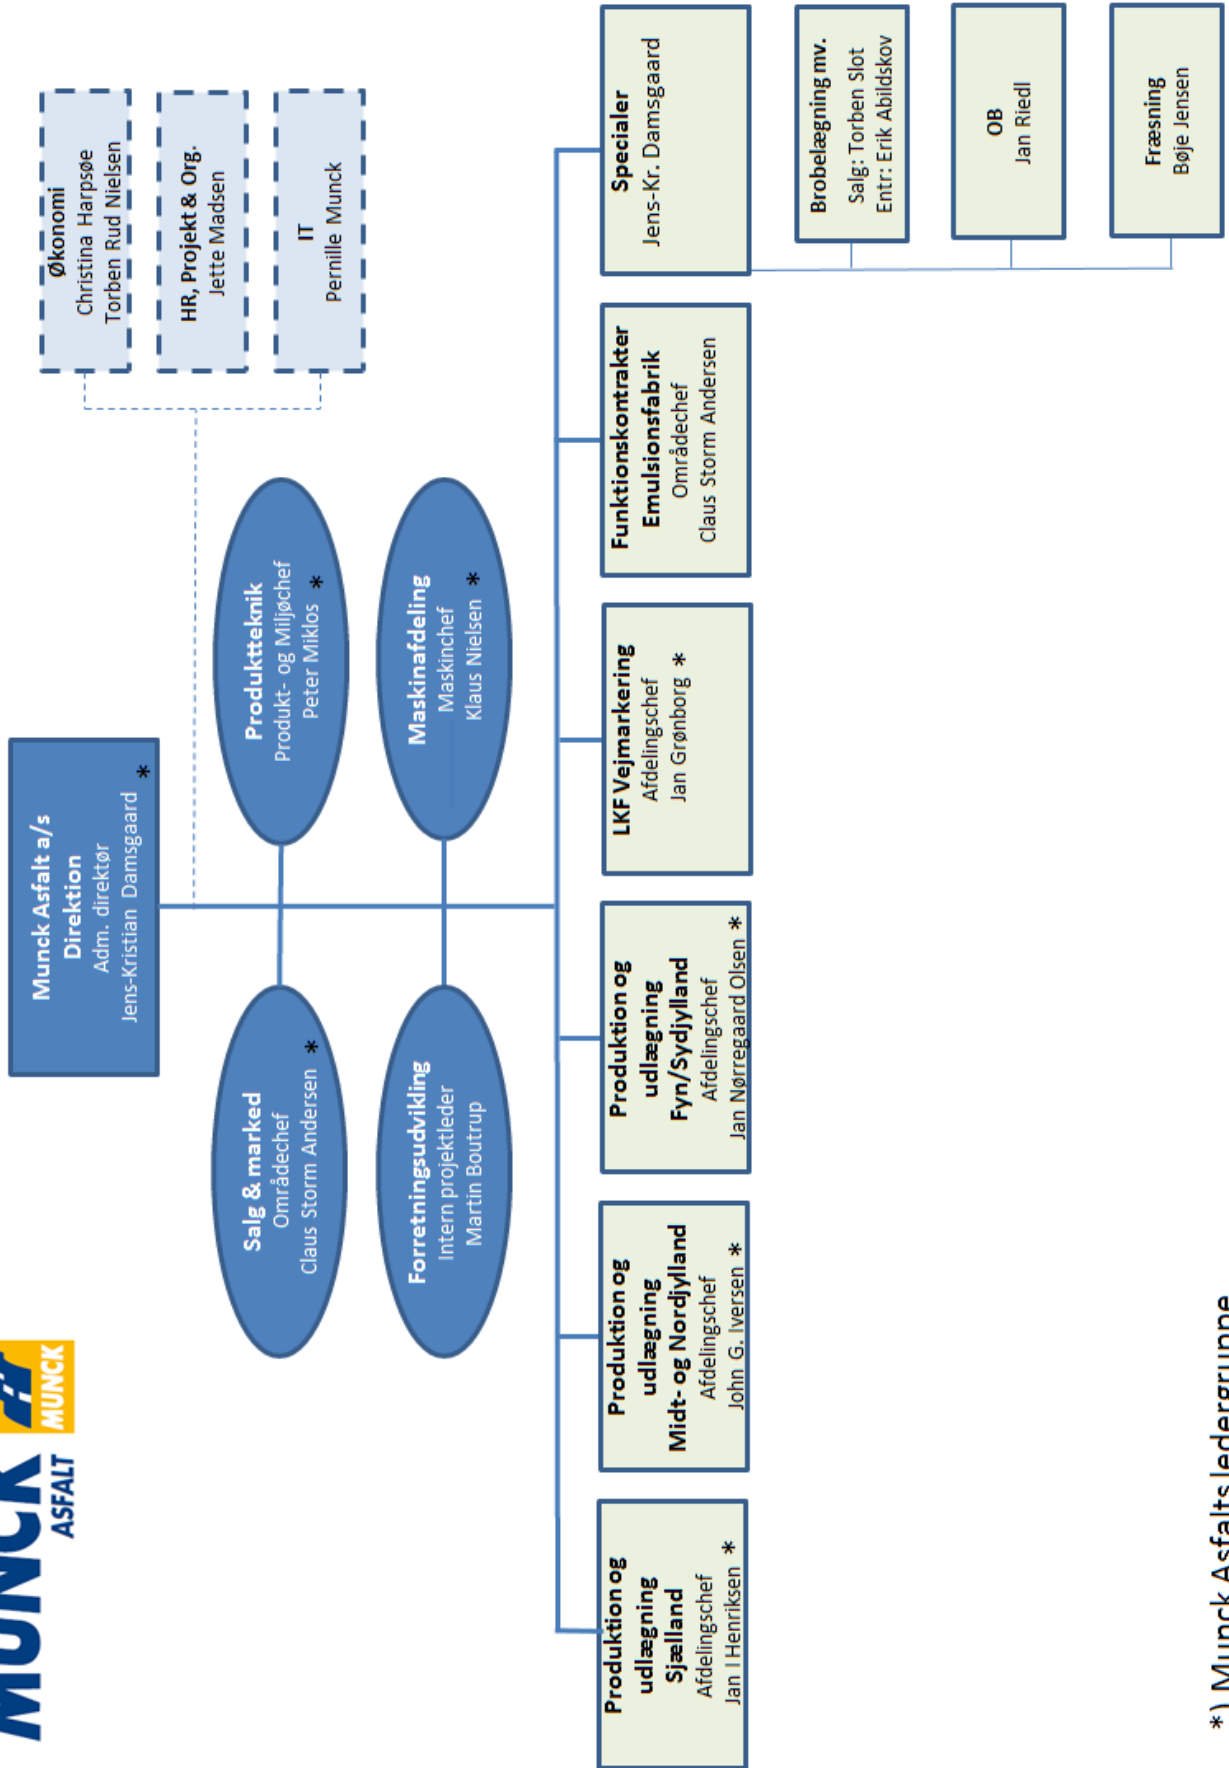 MUNCK
ASFALT
MUNCK
Munck Asfalt a/s
Direktion
Adm. direktør
Jens-Kristian Damsgaard *
Økonomi
Christina Harpsøe
Torben Rud Nielsen
HR, Projekt & Org.
Jette Madsen
IT
Pernille Munck
Salg & marked
Områdechef
Claus Storm Andersen *
Produktteknik
Produkt- og Miljøchef
Peter Miklos *
Forretningsudvikling
Intern projektleder
Martin Boutrup
Maskinafdeling
Maskinchef
Klaus Nielsen *
Produktion og
udlægning
Sjælland
Afdelingschef
Jan I Henriksen *
Produktion og
udlægning
Midt- og Nordjylland
Afdelingschef
John G. Iversen *
Produktion og
udlægning
Fyn/Sydjylland
Afdelingschef
Jan Nørregaard Olsen *
LKF Vejmarkering
Afdelingschef
Jan Grønborg *
Funktionskontrakter
Emulsionsfabrik
Områdechef
Claus Storm Andersen
Specialer
Jens-Kr. Damsgaard
Brobelægning mv.
Salg: Torben Slot
Entr: Erik Abildskov
OB
Jan Riedl
Fræsning
Bøje Jensen
*) Munck Asfalts ledergruppe